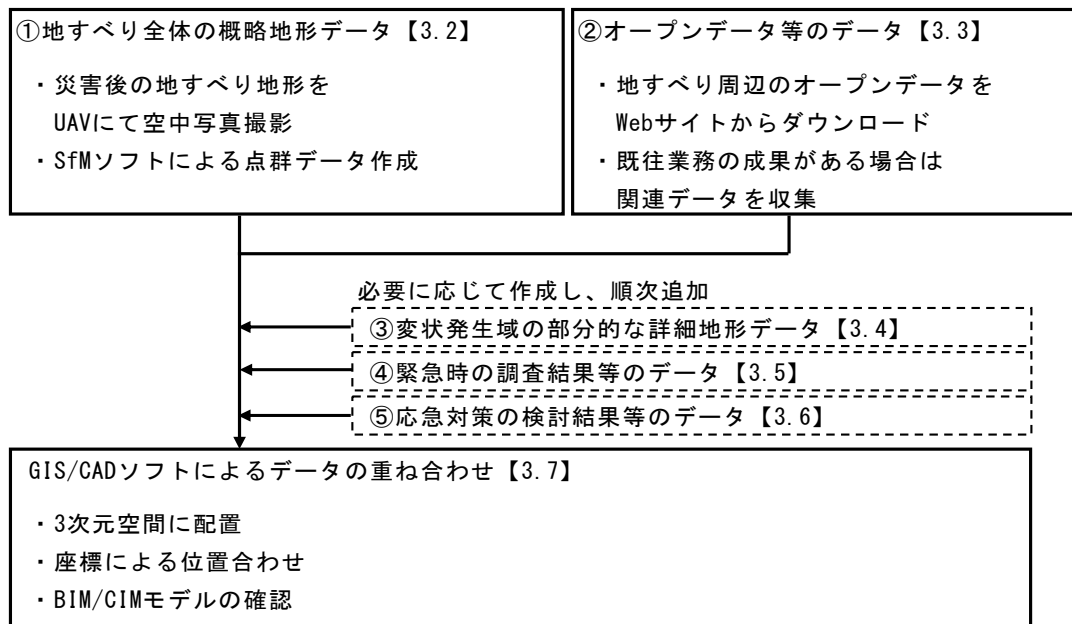 ①地すべり全体の概略地形データ【3.2】
・災害後の地すべり地形を
UAVにて空中写真撮影
・SfMソフトによる点群データ作成
②オープンデータ等のデータ【3.3】
・地すべり周辺のオープンデータを
Webサイトからダウンロード
・既往業務の成果がある場合は
関連データを収集
必要に応じて作成し、順次追加
③変状発生域の部分的な詳細地形データ【3.4】
④緊急時の調査結果等のデータ【3.5】
⑤応急対策の検討結果等のデータ【3.6】
GIS/CADソフトによるデータの重ね合わせ【3.7】
・3次元空間に配置
・座標による位置合わせ
・BIM/CIMモデルの確認